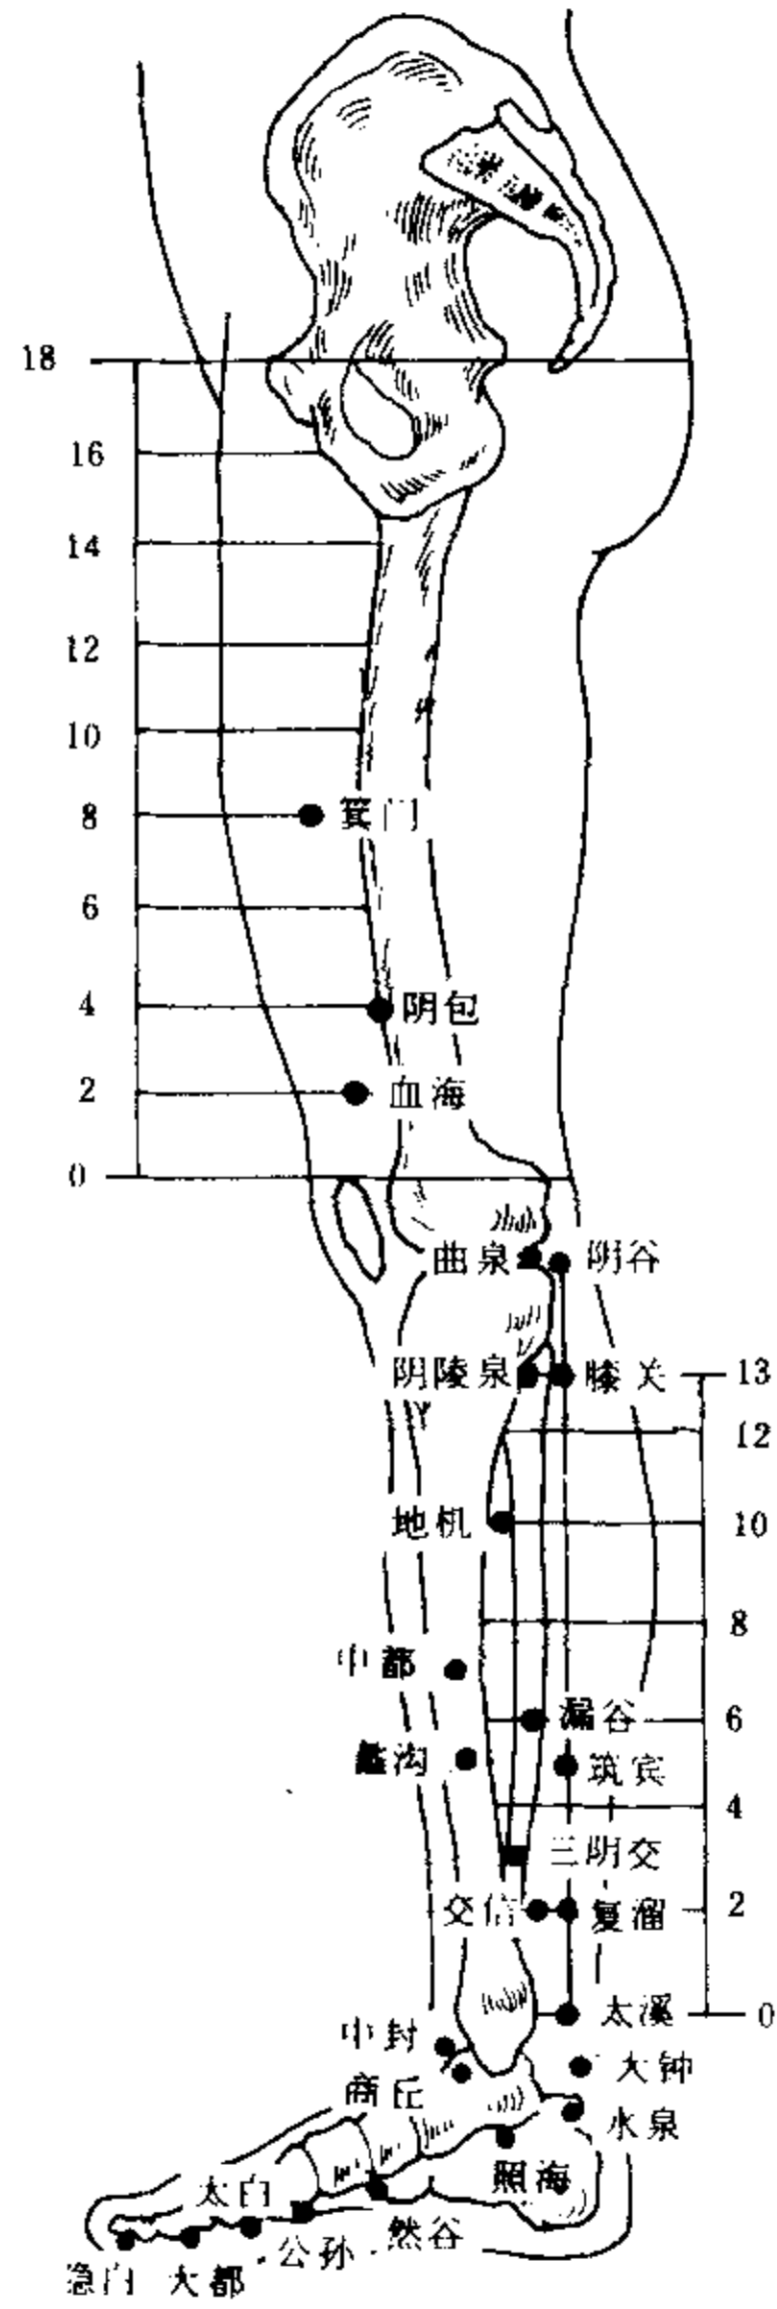 18
16
14
12
10
8 箕门
6
4 阴包
2 血海
0
曲泉 阴谷
阴陵泉 膝关 13
12
地机 10
8
中都
漏谷 6
蠡沟 筑宾
4
三阴交
交信 复溜 2
太溪 0
中封
大钟
商丘
水泉
照海
太白
然谷
公孙
隐白 大都